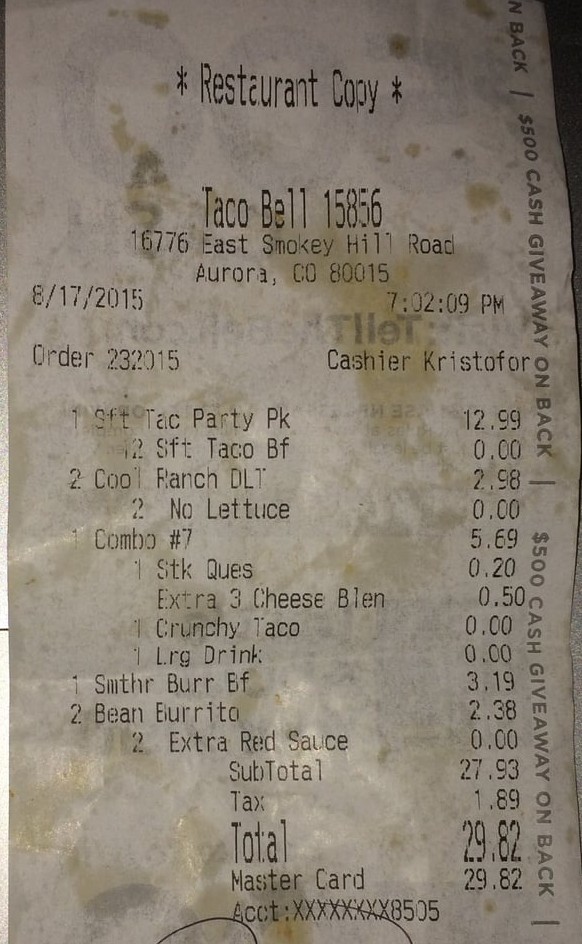 * Restaurant Copy *
Taco Bell 15856
16776 East Smokey Hill Road
Aurora, CO 80015
8/17/2015 7:02:09 PM
Order 232015 Cashier Kristofor
1 Sft Tac Party Pk 12.99
12 Sft Taco Bf 0.00
2 Cool Ranch DLT 2.98
2 No Lettuce 0.00
1 Combo #7 5.69
1 Stk Ques 0.20
Extra 3 Cheese Blen 0.50
1 Crunchy Taco 0.00
1 Lrg Drink 0.00
1 Smthr Burr Bf 3.19
2 Bean Burrito 2.38
2 Extra Red Sauce 0.00
SubTotal 27.93
Tax 1.89
Total 29.82
Master Card 29.82
Acct:XXXXXXXX8505
N BACK | $500 CASH GIVEAWAY ON BACK | $500 CASH GIVEAWAY ON BACK |